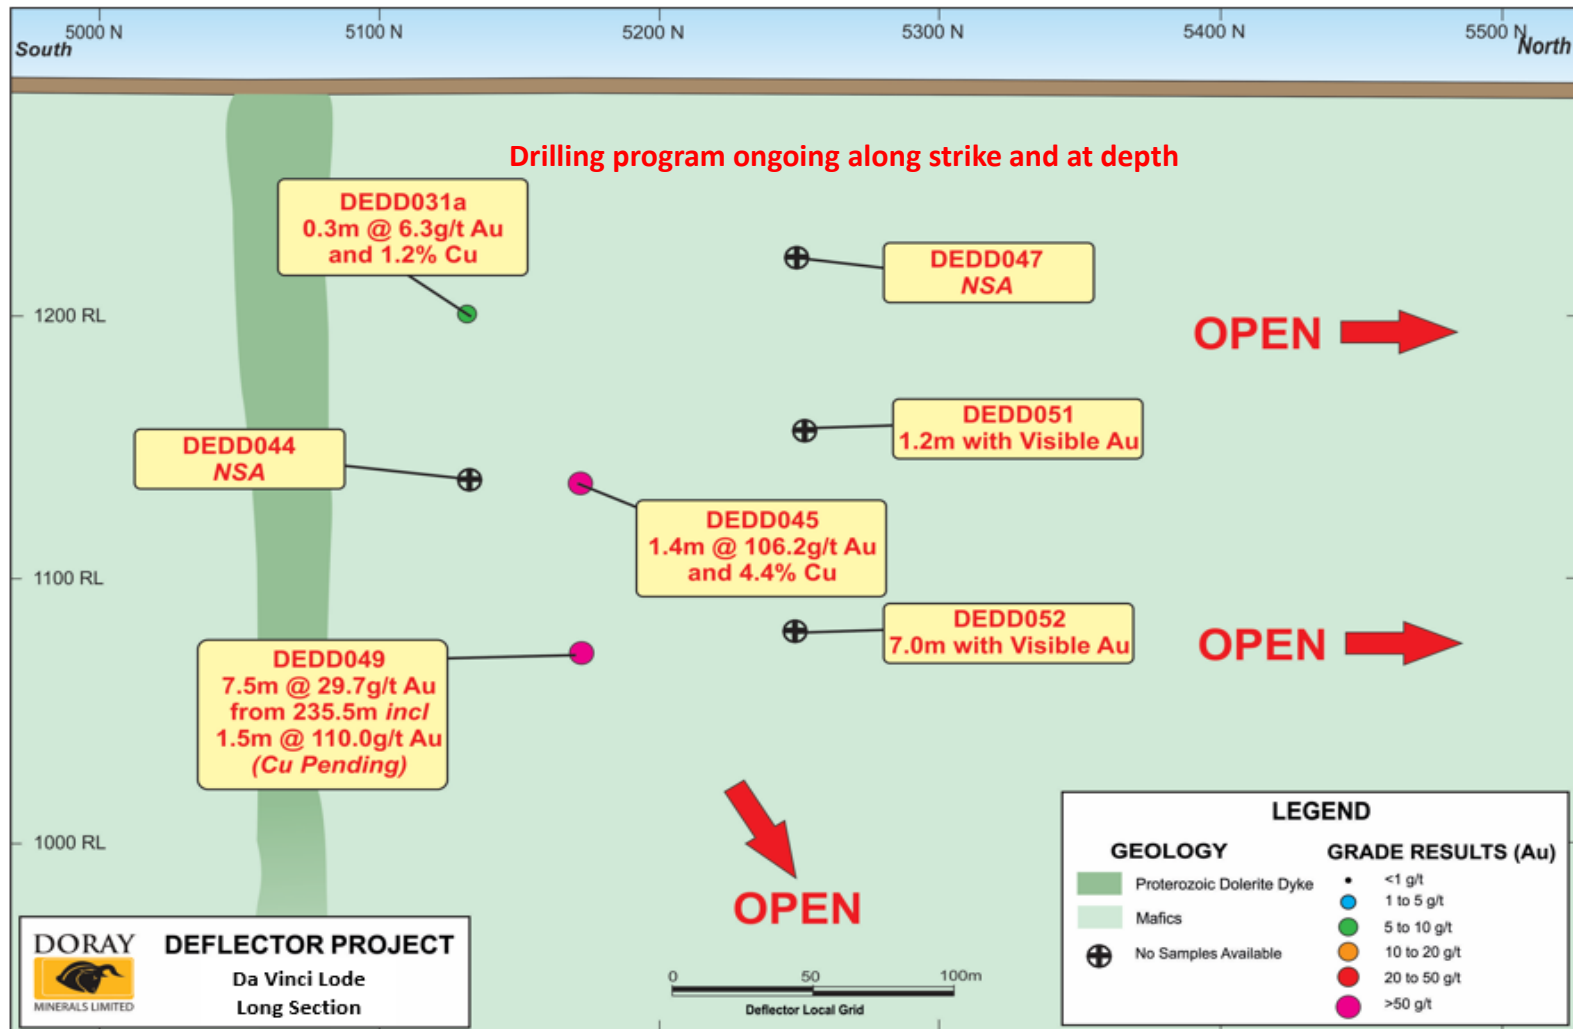 5000 N
5100 N
5200 N
5300 N
5400 N
5500 N
South
North
Drilling program ongoing along strike and at depth
DEDD031a
0.3m @ 6.3g/t Au
and 1.2% Cu
DEDD047
NSA
1200 RL
OPEN
DEDD051
1.2m with Visible Au
DEDD044
NSA
DEDD045
1.4m @ 106.2g/t Au
and 4.4% Cu
1100 RL
DEDD052
7.0m with Visible Au
OPEN
DEDD049
7.5m @ 29.7g/t Au
from 235.5m incl
1.5m @ 110.0g/t Au
(Cu Pending)
1000 RL
OPEN
DORAY
MINERALS LIMITED
DEFLECTOR PROJECT
Da Vinci Lode
Long Section
0 50 100m
Deflector Local Grid
LEGEND
GEOLOGY
Proterozoic Dolerite Dyke
Mafics
No Samples Available
GRADE RESULTS (Au)
<1 g/t
1 to 5 g/t
5 to 10 g/t
10 to 20 g/t
20 to 50 g/t
>50 g/t